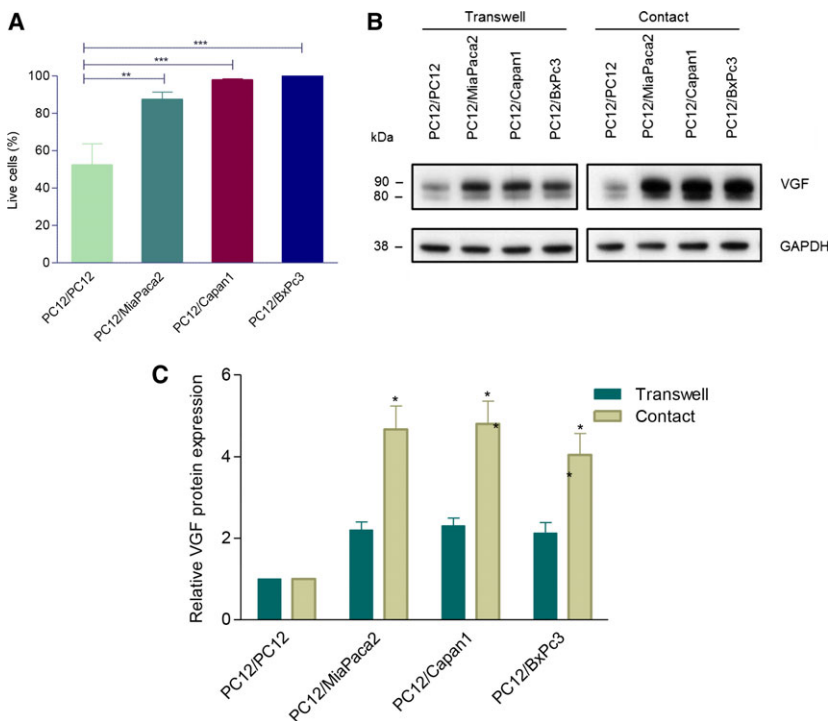 A
***
***
**
100
80
60
40
20
0
Live cells (%)
PC12/PC12
PC12/MiaPaca2
PC12/Capan1
PC12/BxPc3
B
Transwell
Contact
PC12/PC12
PC12/MiaPaca2
PC12/Capan1
PC12/BxPc3
PC12/PC12
PC12/MiaPaca2
PC12/Capan1
PC12/BxPc3
kDa
90 –
80 –
VGF
38 –
GAPDH
C
6
4
2
0
Relative VGF protein expression
*
*
*
*
*
Transwell
Contact
PC12/PC12
PC12/MiaPaca2
PC12/Capan1
PC12/BxPc3